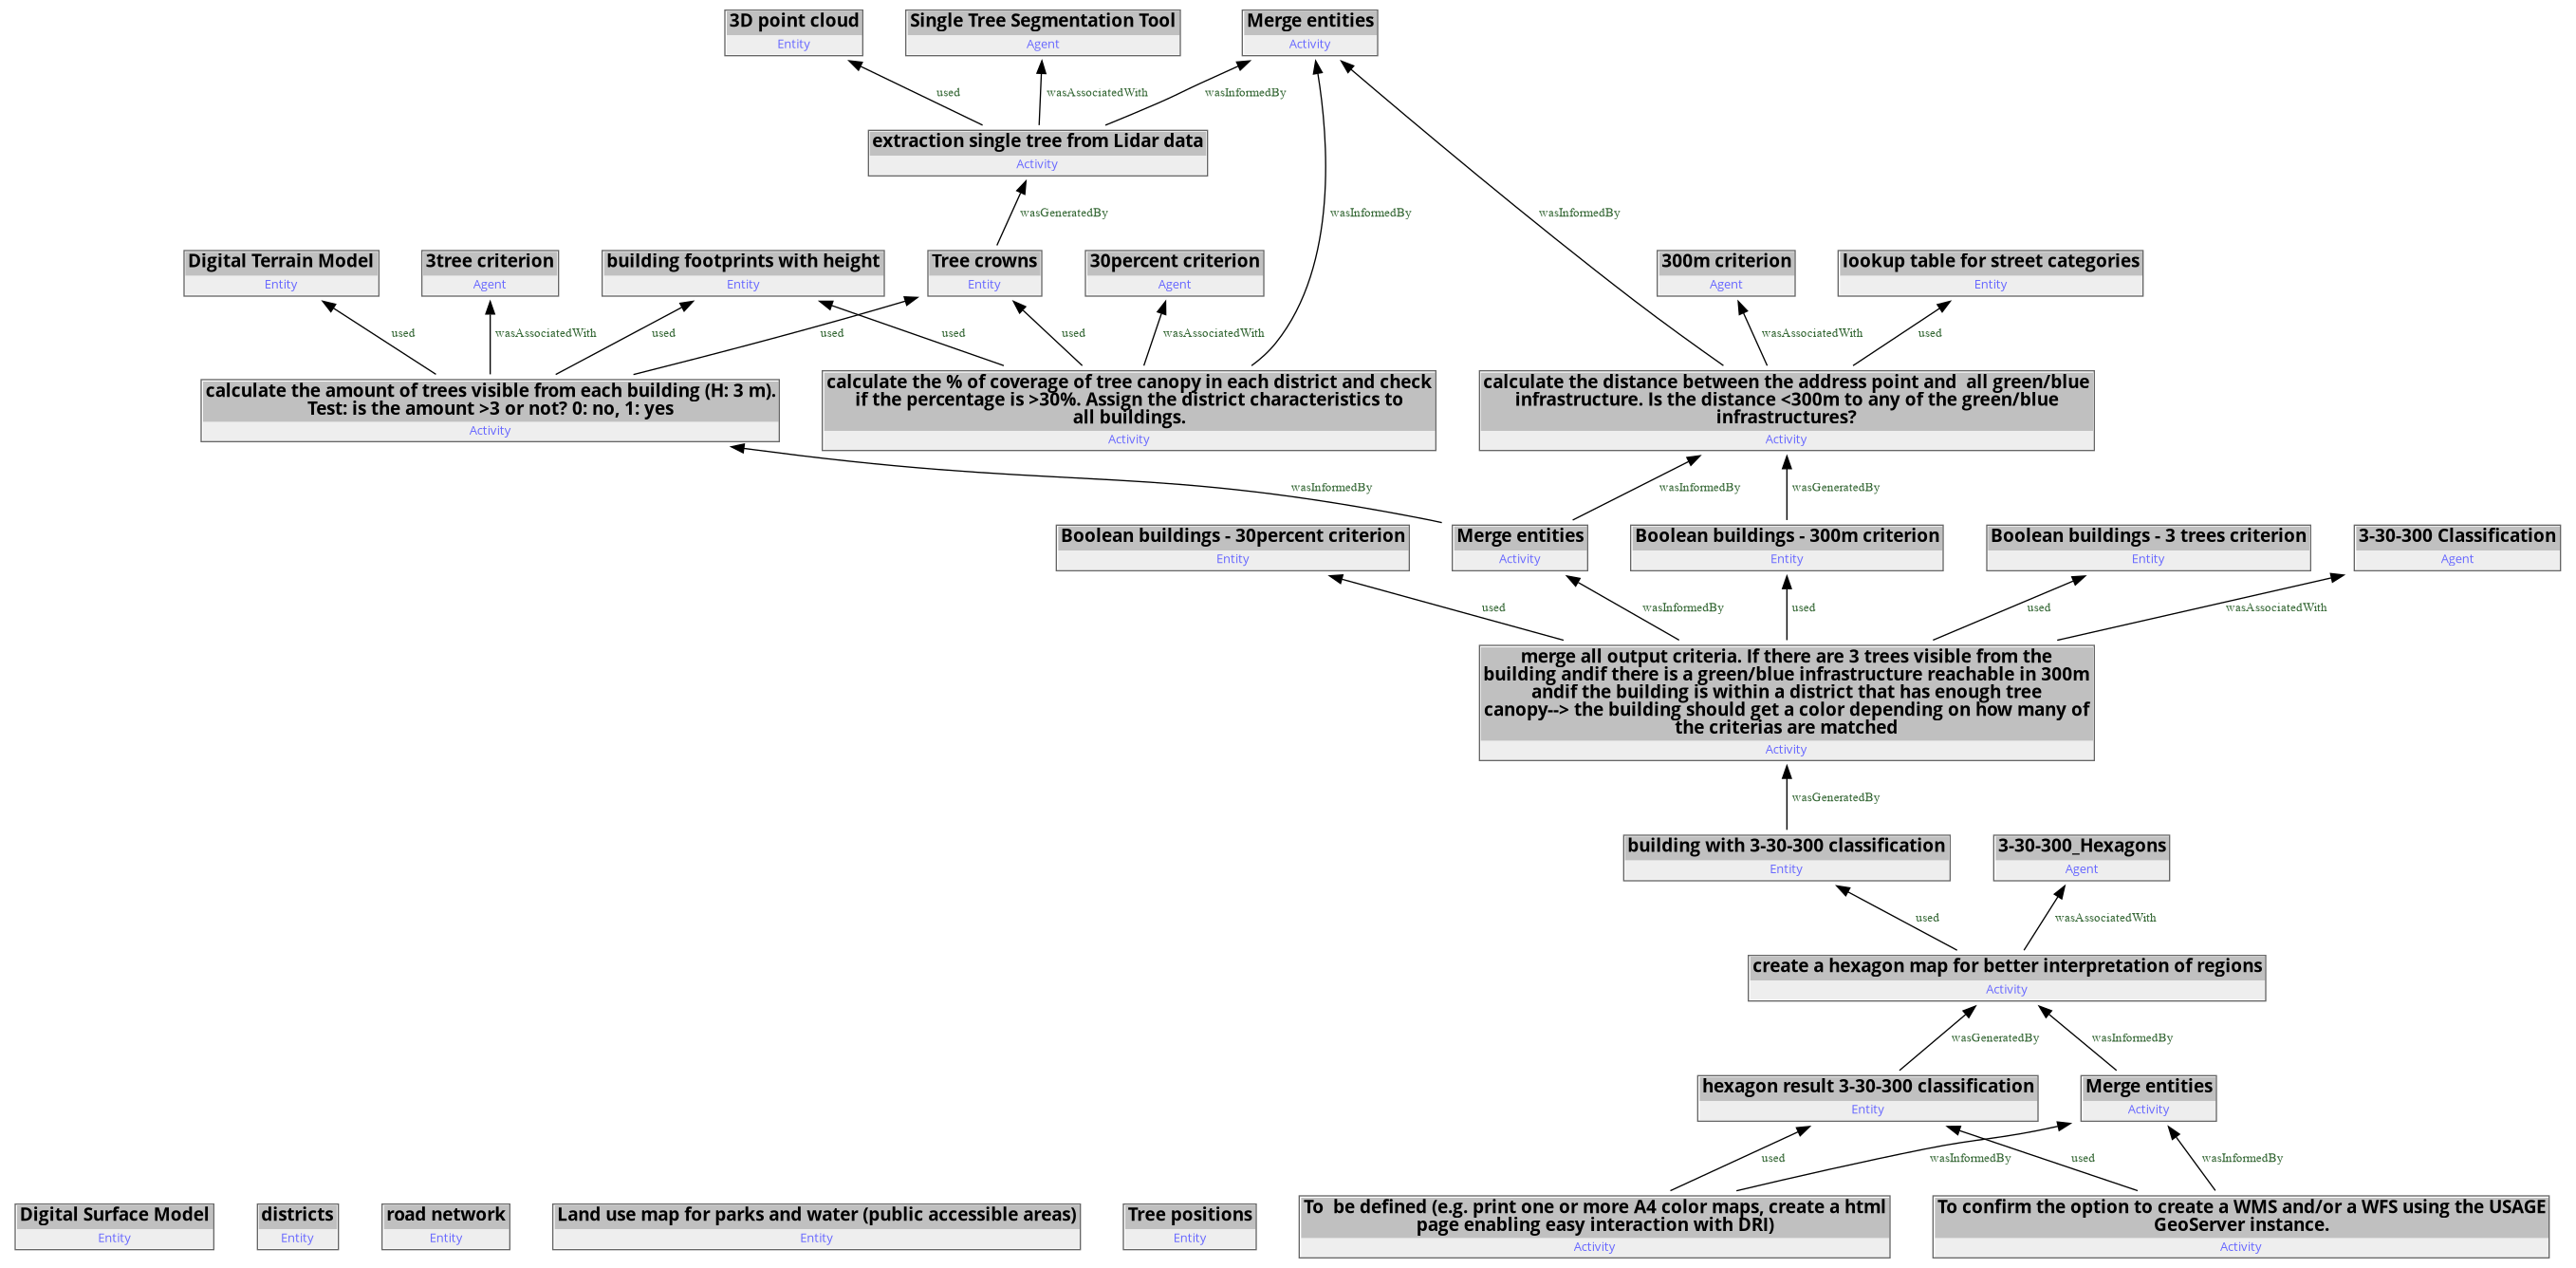 3D point cloud
Entity
Single Tree Segmentation Tool
Agent
Merge entities
Activity
used
wasAssociatedWith
wasInformedBy
extraction single tree from Lidar data
Activity
wasGeneratedBy
wasInformedBy
wasInformedBy
Digital Terrain Model
Entity
3tree criterion
Agent
building footprints with height
Entity
Tree crowns
Entity
30percent criterion
Agent
300m criterion
Agent
lookup table for street categories
Entity
used
wasAssociatedWith
used
used
used
used
wasAssociatedWith
wasAssociatedWith
used
calculate the amount of trees visible from each building (H: 3 m).
Test: is the amount >3 or not? 0: no, 1: yes
Activity
calculate the % of coverage of tree canopy in each district and check
if the percentage is >30%. Assign the district characteristics to
all buildings.
Activity
calculate the distance between the address point and  all green/blue
infrastructure. Is the distance <300m to any of the green/blue
infrastructures?
Activity
wasInformedBy
wasInformedBy
wasGeneratedBy
Boolean buildings - 30percent criterion
Entity
Merge entities
Activity
Boolean buildings - 300m criterion
Entity
Boolean buildings - 3 trees criterion
Entity
3-30-300 Classification
Agent
used
wasInformedBy
used
used
wasAssociatedWith
merge all output criteria. If there are 3 trees visible from the
building andif there is a green/blue infrastructure reachable in 300m
andif the building is within a district that has enough tree
canopy--> the building should get a color depending on how many of
the criterias are matched
Activity
wasGeneratedBy
building with 3-30-300 classification
Entity
3-30-300_Hexagons
Agent
used
wasAssociatedWith
create a hexagon map for better interpretation of regions
Activity
wasGeneratedBy
wasInformedBy
hexagon result 3-30-300 classification
Entity
Merge entities
Activity
used
wasInformedBy
used
wasInformedBy
Digital Surface Model
Entity
districts
Entity
road network
Entity
Land use map for parks and water (public accessible areas)
Entity
Tree positions
Entity
To  be defined (e.g. print one or more A4 color maps, create a html
page enabling easy interaction with DRI)
Activity
To confirm the option to create a WMS and/or a WFS using the USAGE
GeoServer instance.
Activity